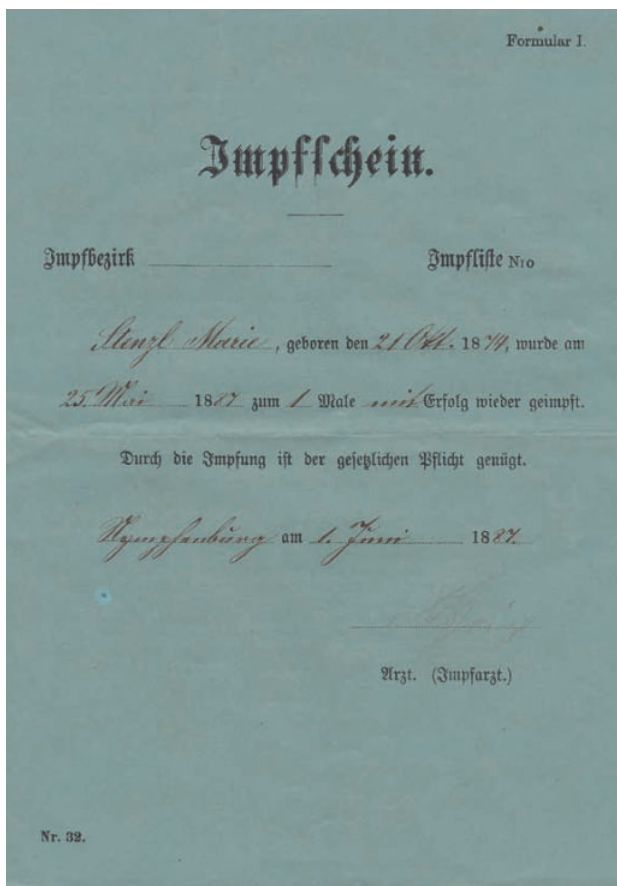 Formular I.
Impfschein.
Impfbezirk Impfliste Nro
Stenzl Marie, geboren den 21 Okt. 1874, wurde am
25. Mai 1887 zum 1 Male mit Erfolg wieder geimpft.
Durch die Impfung ist der gesetzlichen Pflicht genügt.
Nymphenburg am 1. Juni 1887.
Arzt. (Impfarzt.)
Nr. 32.